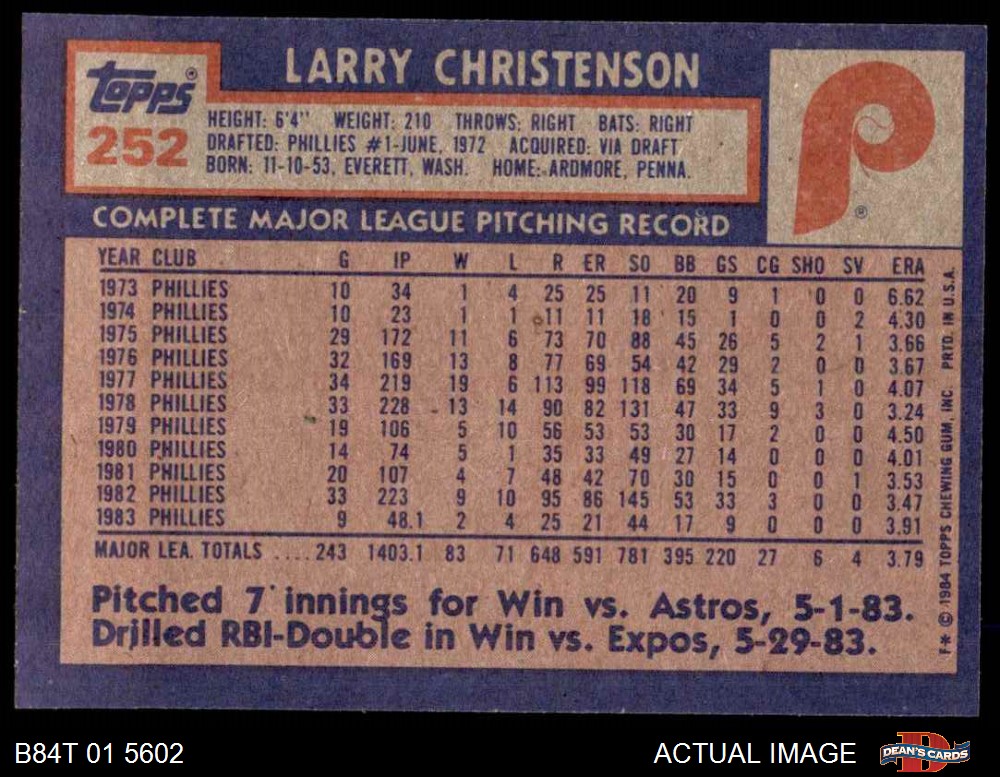 LARRY CHRISTENSON
topps®
252
HEIGHT: 6'4" WEIGHT: 210 THROWS: RIGHT BATS: RIGHT
DRAFTED: PHILLIES #1-JUNE, 1972 ACQUIRED: VIA DRAFT
BORN: 11-10-53, EVERETT, WASH. HOME: ARDMORE, PENNA.
P ®
COMPLETE MAJOR LEAGUE PITCHING RECORD
YEAR CLUB G IP W L R ER SO BB GS CG SHO SV ERA
1973 PHILLIES 10 34 1 4 25 25 11 20 9 1 0 0 6.62
1974 PHILLIES 10 23 1 1 11 11 18 15 1 0 0 2 4.30
1975 PHILLIES 29 172 11 6 73 70 88 45 26 5 2 1 3.66
1976 PHILLIES 32 169 13 8 77 69 54 42 29 2 0 0 3.67
1977 PHILLIES 34 219 19 6 113 99 118 69 34 5 1 0 4.07
1978 PHILLIES 33 228 13 14 90 82 131 47 33 9 3 0 3.24
1979 PHILLIES 19 106 5 10 56 53 53 30 17 2 0 0 4.50
1980 PHILLIES 14 74 5 1 35 33 49 27 14 0 0 0 4.01
1981 PHILLIES 20 107 4 7 48 42 70 30 15 0 0 1 3.53
1982 PHILLIES 33 223 9 10 95 86 145 53 33 3 0 0 3.47
1983 PHILLIES 9 48.1 2 4 25 21 44 17 9 0 0 0 3.91
MAJOR LEA. TOTALS ....243 1403.1 83 71 648 591 781 395 220 27 6 4 3.79
Pitched 7 innings for Win vs. Astros, 5-1-83.
Drilled RBI-Double in Win vs. Expos, 5-29-83.
F* © 1984 TOPPS CHEWING GUM, INC. PRTD. IN U.S.A.
B84T 01 5602
ACTUAL IMAGE
DEAN'S CARDS